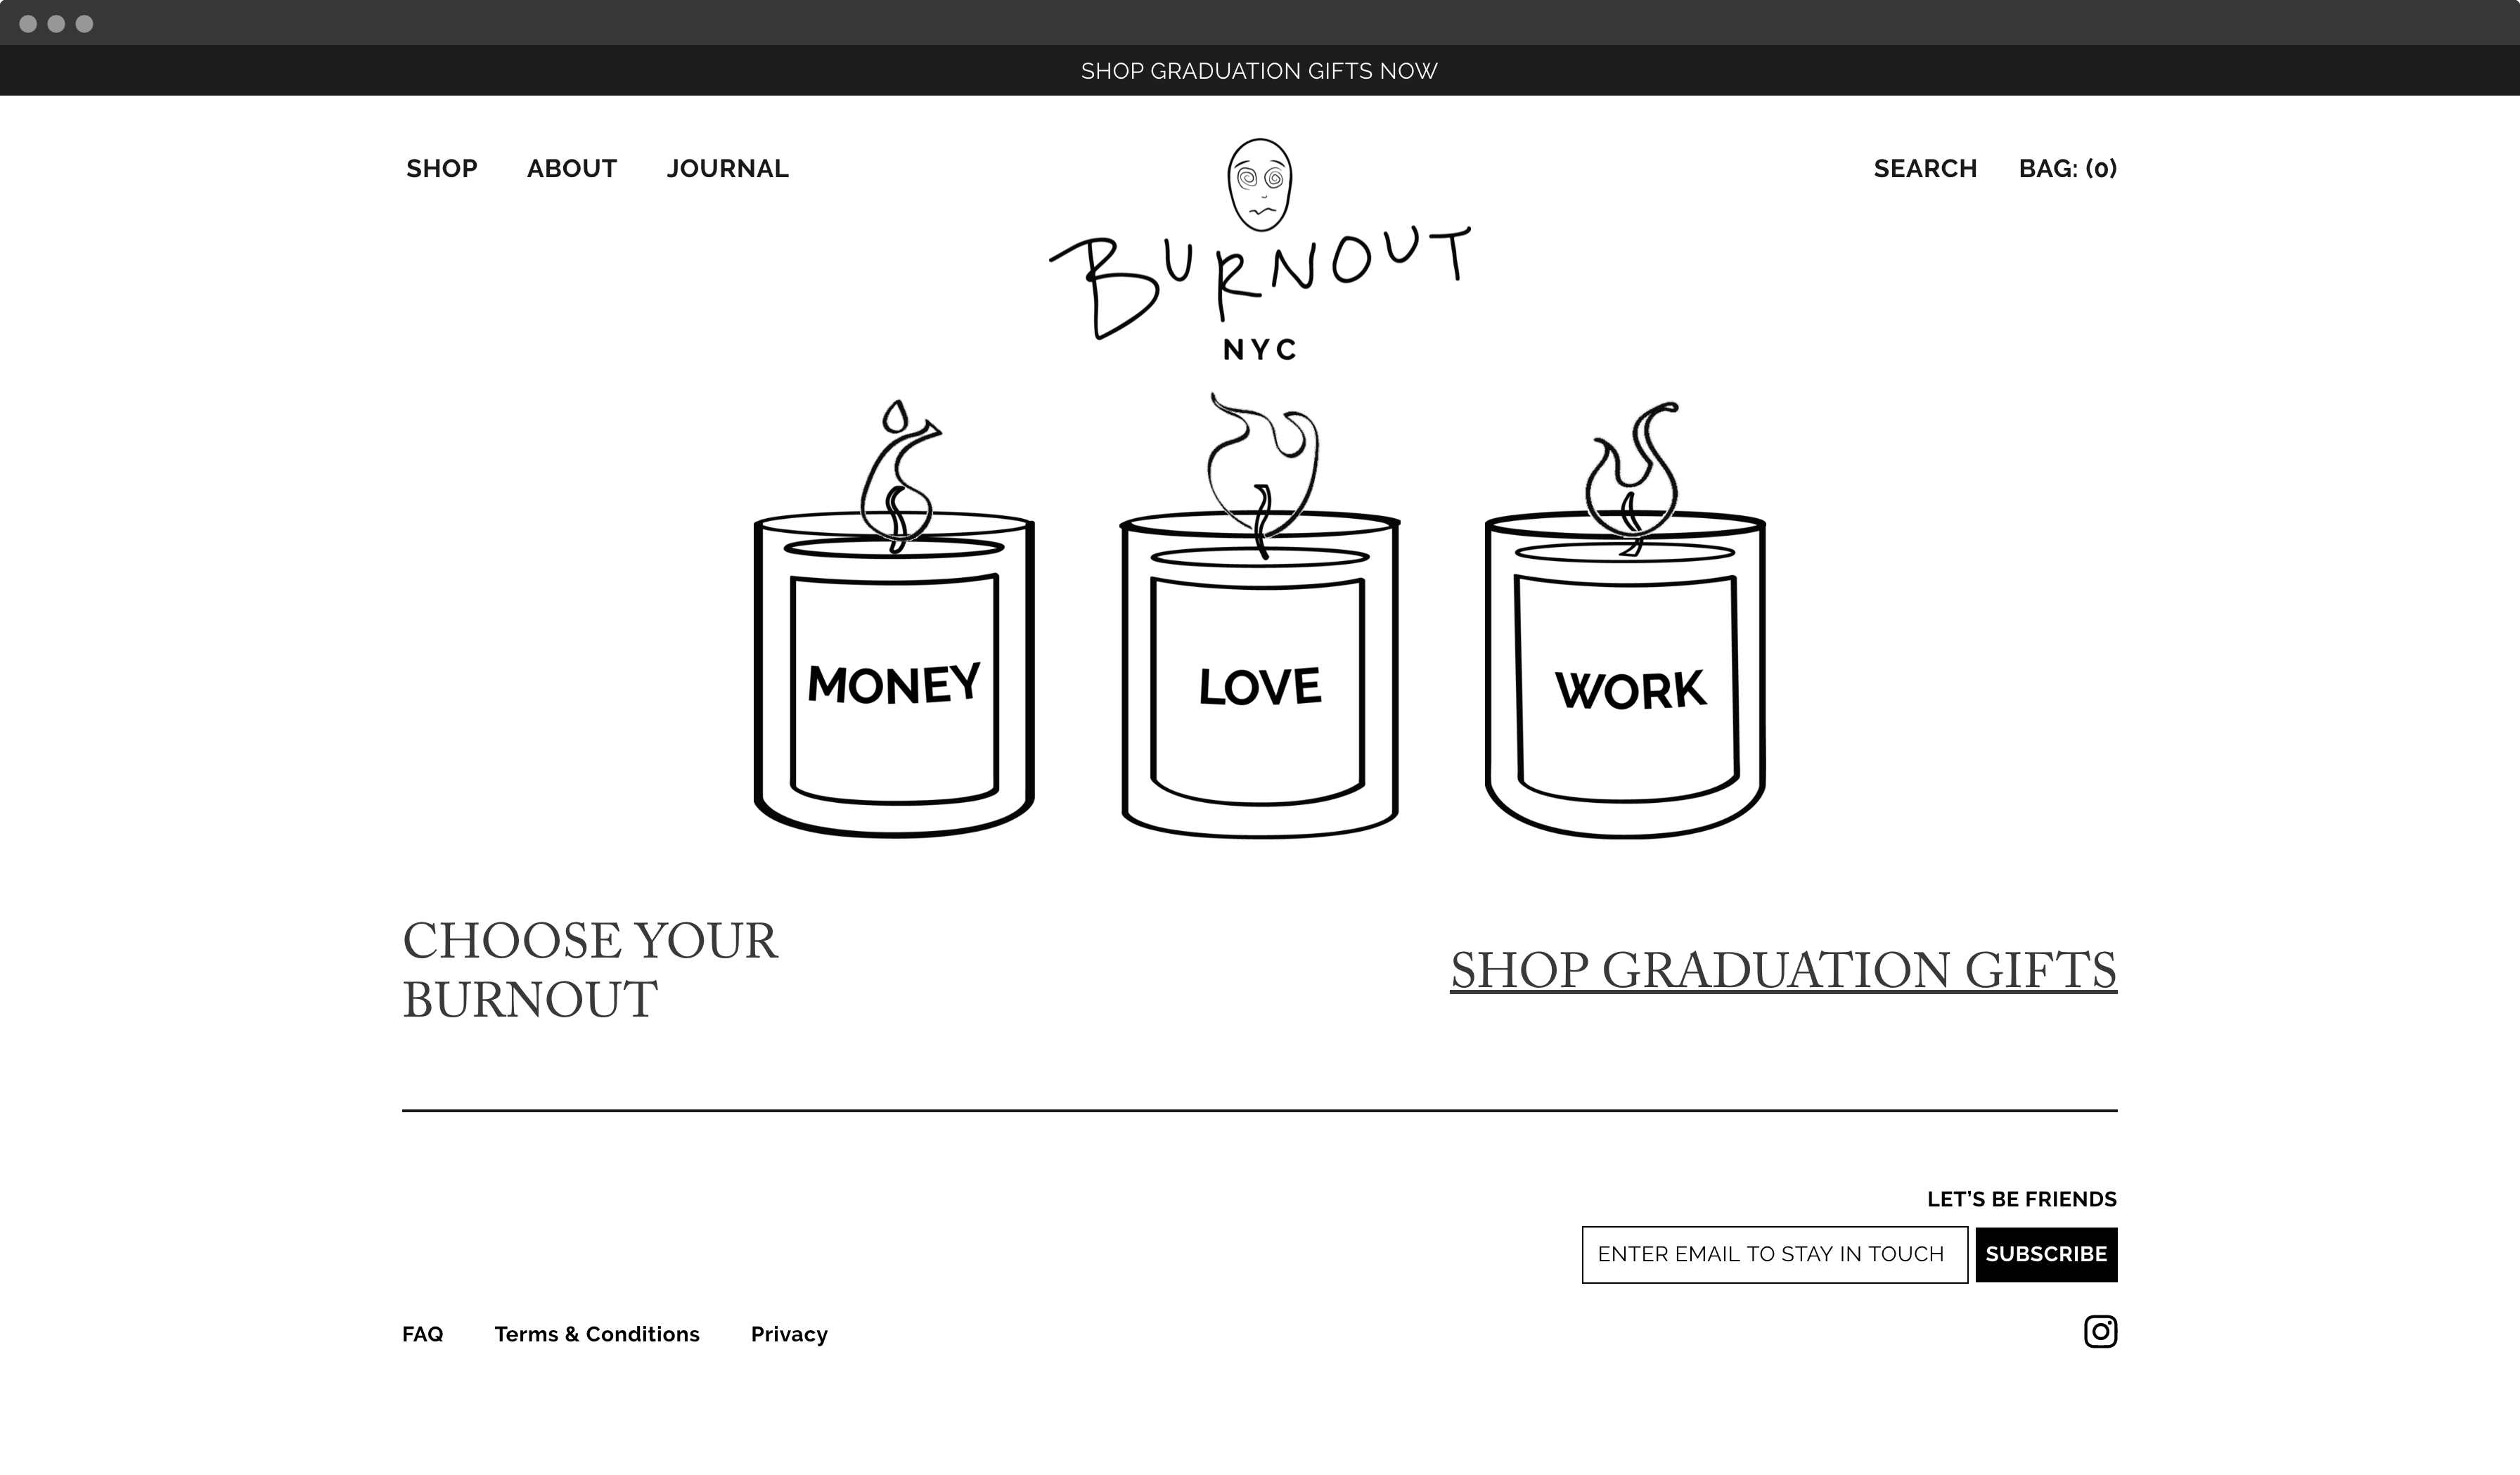 SHOP GRADUATION GIFTS NOW
SHOP ABOUT JOURNAL
SEARCH BAG: (0)
BURNOUT
NYC
MONEY
LOVE
WORK
CHOOSE YOUR
BURNOUT
SHOP GRADUATION GIFTS
LET’S BE FRIENDS
ENTER EMAIL TO STAY IN TOUCH
SUBSCRIBE
FAQ Terms & Conditions Privacy